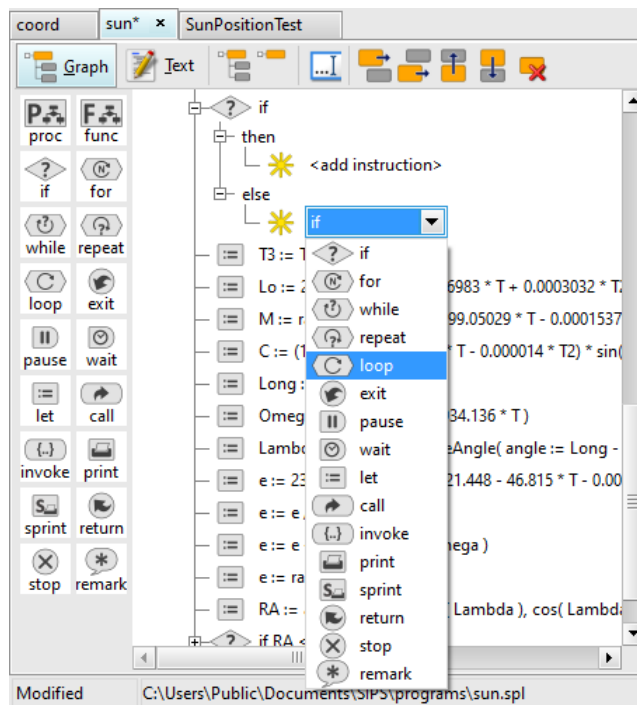 coord sun* × SunPositionTest
Graph Text
proc func
if for
while repeat
loop exit
pause wait
let call
invoke print
sprint return
stop remark
if
then
<add instruction>
else
if
T3 := T
Lo := 2 6983 * T + 0.0003032 * T2
M := ra 99.05029 * T - 0.0001537
C := (1 * T - 0.000014 * T2) * sin(
Long :
Omeg 934.136 * T )
Lambd eAngle( angle := Long -
e := 23 21.448 - 46.815 * T - 0.00
e := e /
e := e mega )
e := ra
RA := ( Lambda ), cos( Lambda
if RA <
if
for
while
repeat
loop
exit
pause
wait
let
call
invoke
print
sprint
return
stop
remark
Modified C:\Users\Public\Documents\SIPS\programs\sun.spl